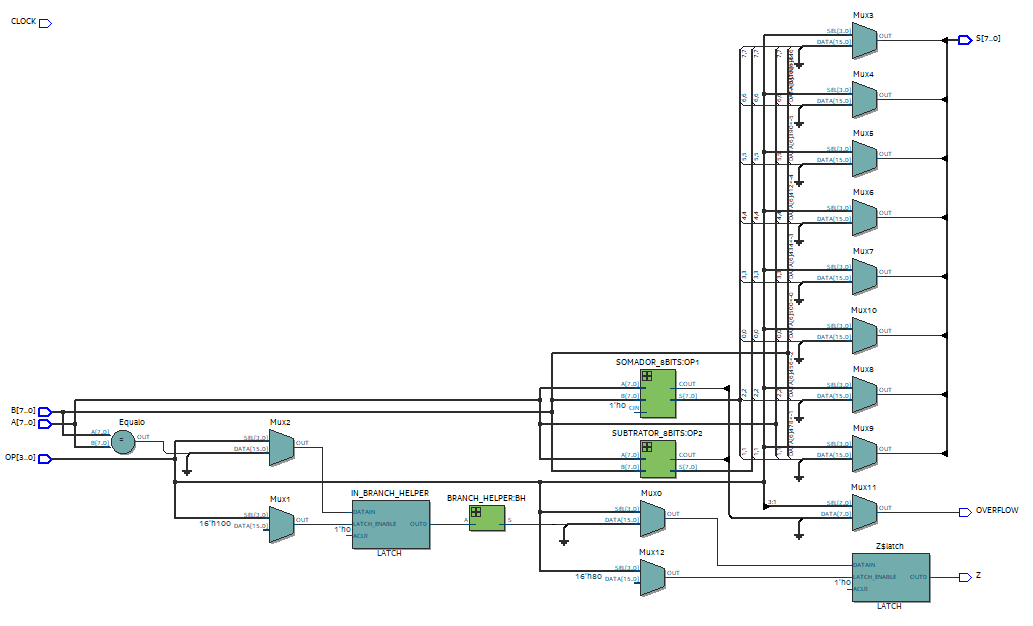 CLOCK
B[7..0]
A[7..0]
OP[3..0]
Equal0
A[7..0]
B[7..0]
=
OUT
Mux2
SEL[3..0]
DATA[15..0]
OUT
Mux1
SEL[3..0]
16'h100
DATA[15..0]
OUT
IN_BRANCH_HELPER
DATAIN
LATCH_ENABLE
OUT0
1'h0
ACLR
LATCH
BRANCH_HELPER:BH
A
S
SOMADOR_8BITS:OP1
A[7..0]
COUT
B[7..0]
S[7..0]
1'h0
CIN
SUBTRATOR_8BITS:OP2
A[7..0]
COUT
B[7..0]
S[7..0]
Mux0
SEL[3..0]
DATA[15..0]
OUT
Mux12
SEL[3..0]
16'h80
DATA[15..0]
OUT
Mux3
SEL[3..0]
DATA[15..0]
OUT
S[7..0]
Mux4
SEL[3..0]
DATA[15..0]
OUT
Mux5
SEL[3..0]
DATA[15..0]
OUT
Mux6
SEL[3..0]
DATA[15..0]
OUT
Mux7
SEL[3..0]
DATA[15..0]
OUT
Mux10
SEL[3..0]
DATA[15..0]
OUT
Mux8
SEL[3..0]
DATA[15..0]
OUT
Mux9
SEL[3..0]
DATA[15..0]
OUT
Mux11
3:1
SEL[2..0]
DATA[7..0]
OUT
OVERFLOW
Z$latch
DATAIN
LATCH_ENABLE
OUT0
1'h0
ACLR
LATCH
Z